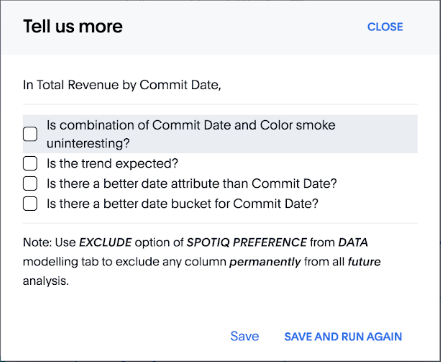 Tell us more
CLOSE
In Total Revenue by Commit Date,
Is combination of Commit Date and Color smoke
uninteresting?
Is the trend expected?
Is there a better date attribute than Commit Date?
Is there a better date bucket for Commit Date?
Note: Use EXCLUDE option of SPOTIQ PREFERENCE from DATA
modelling tab to exclude any column permanently from all future
analysis.
Save
SAVE AND RUN AGAIN